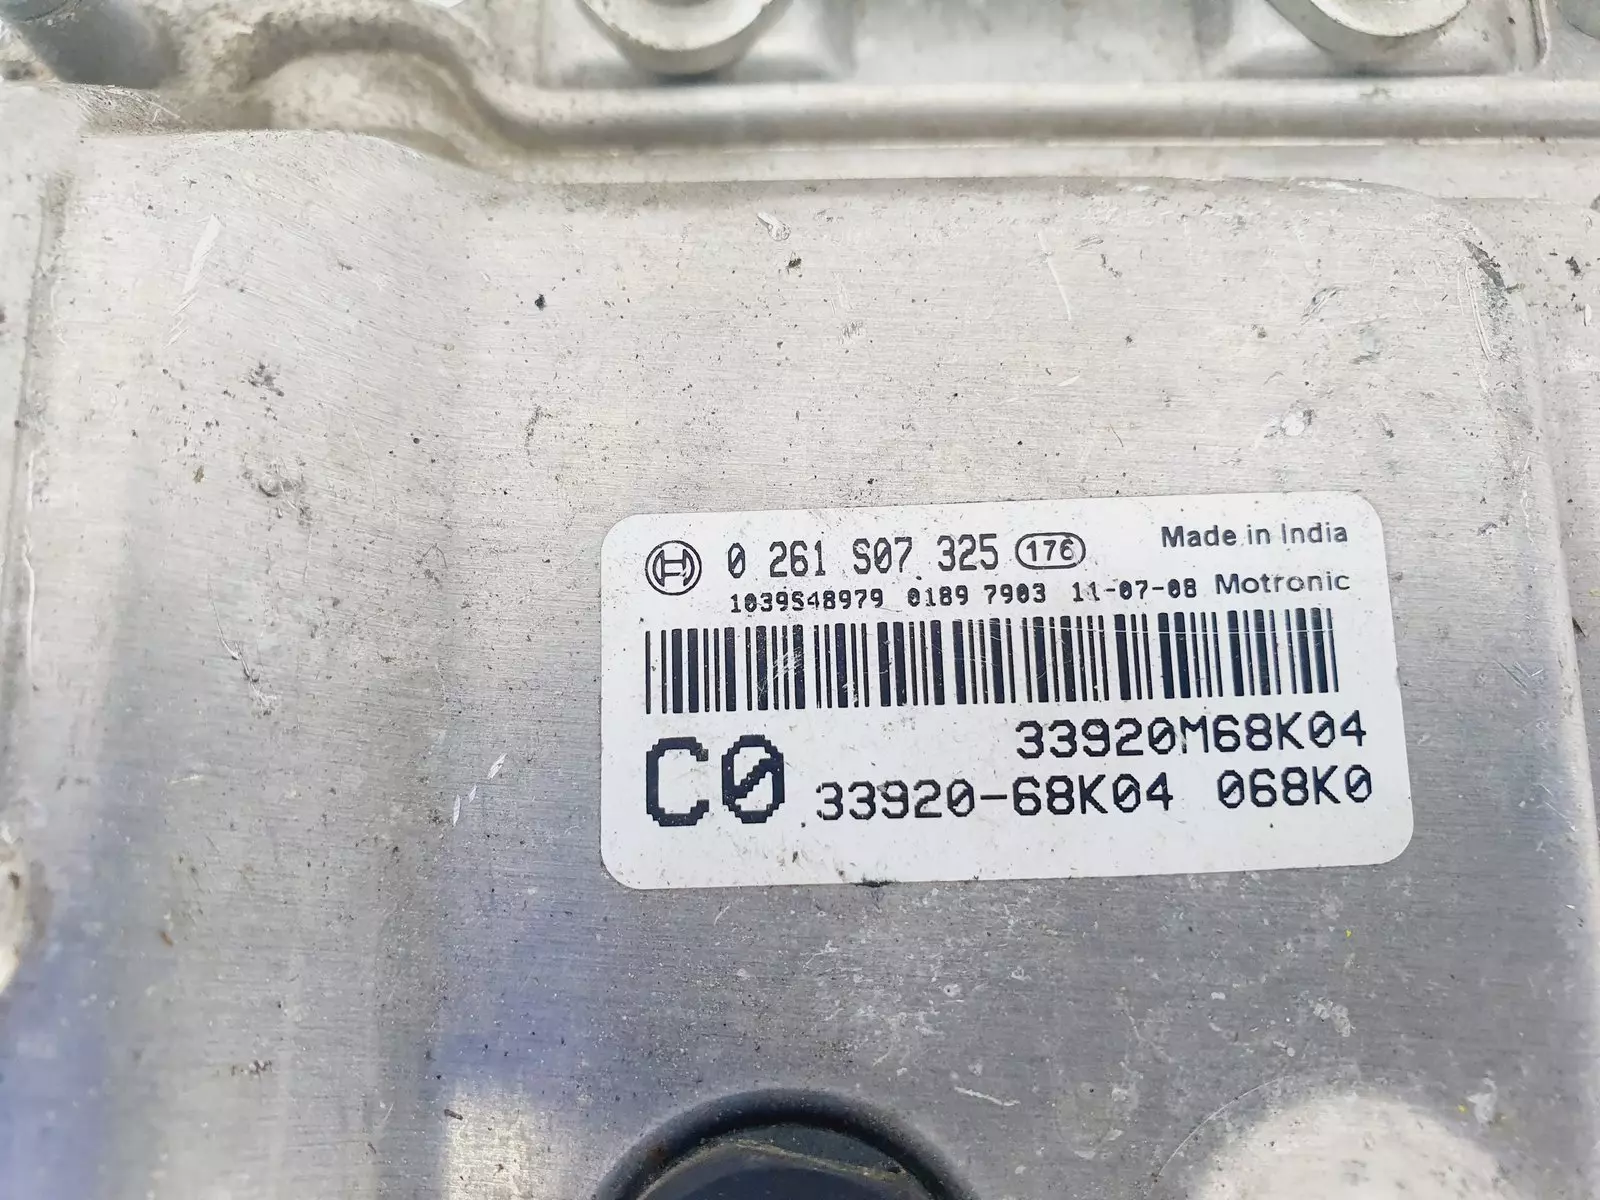 0 261 S07 325 176 Made in India
1039S48979 0189 7903 11-07-08 Motronic
33920M68K04
C0 33920-68K04 068K0